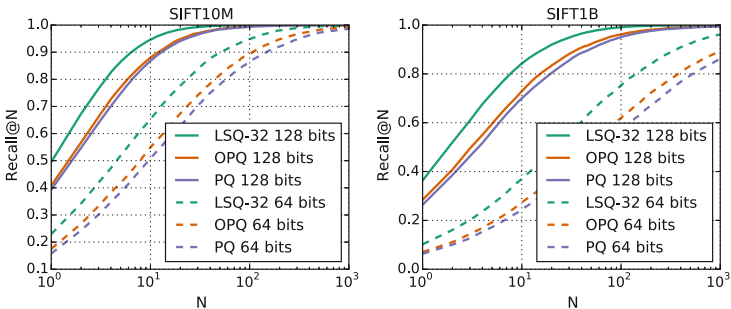 SIFT10M
Recall@N
1.0
0.9
0.8
0.7
0.6
0.5
0.4
0.3
0.2
0.1
LSQ-32 128 bits
OPQ 128 bits
PQ 128 bits
LSQ-32 64 bits
OPQ 64 bits
PQ 64 bits
10^0 10^1 10^2 10^3
N
SIFT1B
Recall@N
1.0
0.8
0.6
0.4
0.2
0.0
LSQ-32 128 bits
OPQ 128 bits
PQ 128 bits
LSQ-32 64 bits
OPQ 64 bits
PQ 64 bits
10^0 10^1 10^2 10^3
N